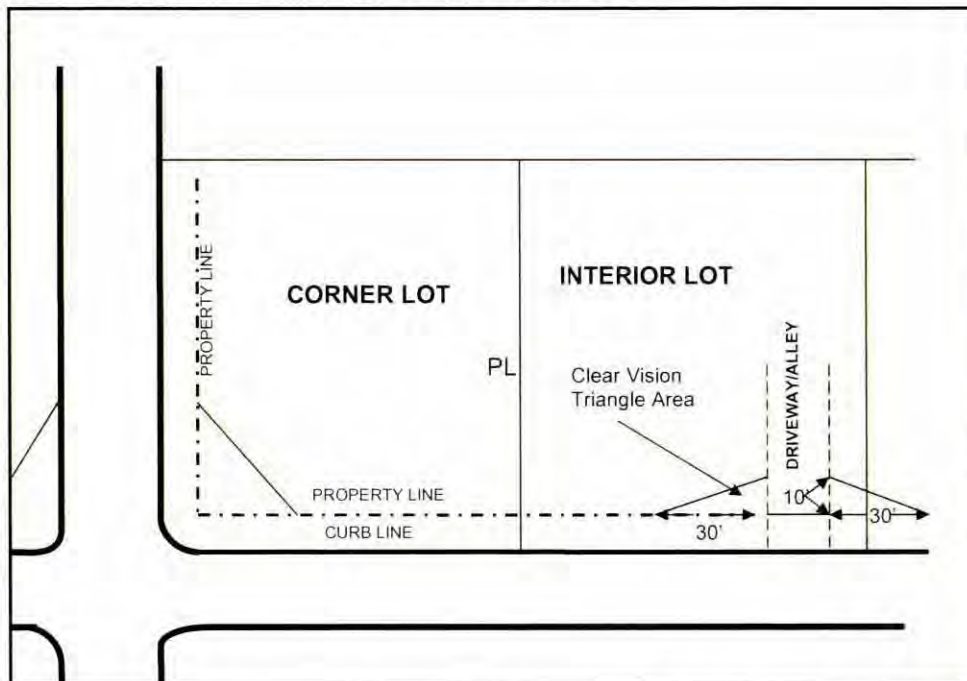 PROPERTY LINE
CORNER LOT
INTERIOR LOT
PL
Clear Vision
Triangle Area
DRIVEWAY/ALLEY
PROPERTY LINE
CURB LINE
30'
10'
30'